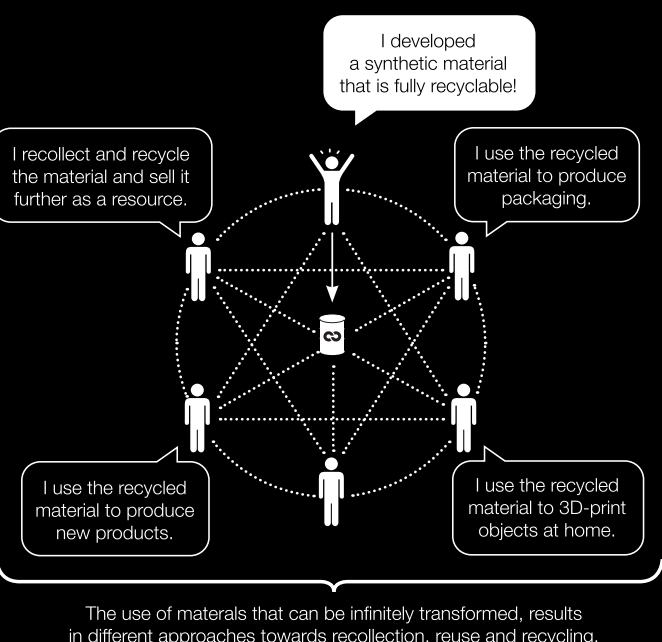 I developed
a synthetic material
that is fully recyclable!
I recollect and recycle
the material and sell it
further as a resource.
I use the recycled
material to produce
packaging.
I use the recycled
material to produce
new products.
I use the recycled
material to 3D-print
objects at home.
The use of materals that can be infinitely transformed, results
in different approaches towards recollection, reuse and recycling.